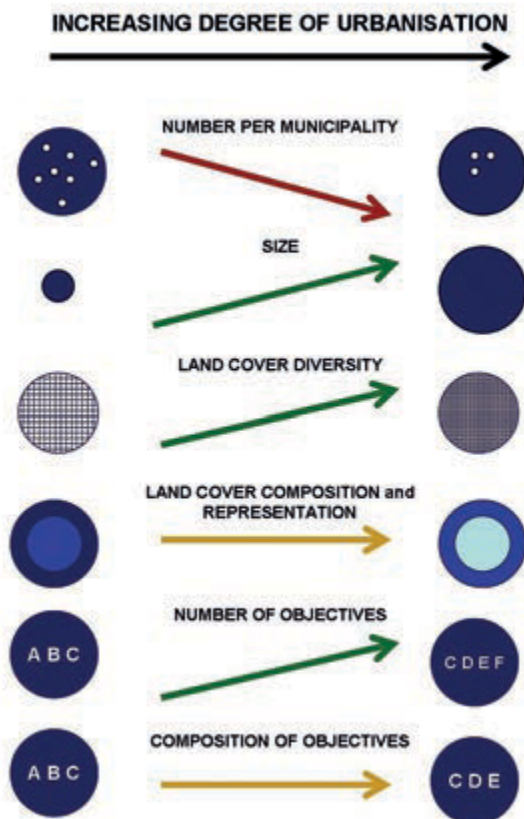 INCREASING DEGREE OF URBANISATION
NUMBER PER MUNICIPALITY
SIZE
LAND COVER DIVERSITY
LAND COVER COMPOSITION and
REPRESENTATION
NUMBER OF OBJECTIVES
A B C
C D E F
COMPOSITION OF OBJECTIVES
A B C
C D E